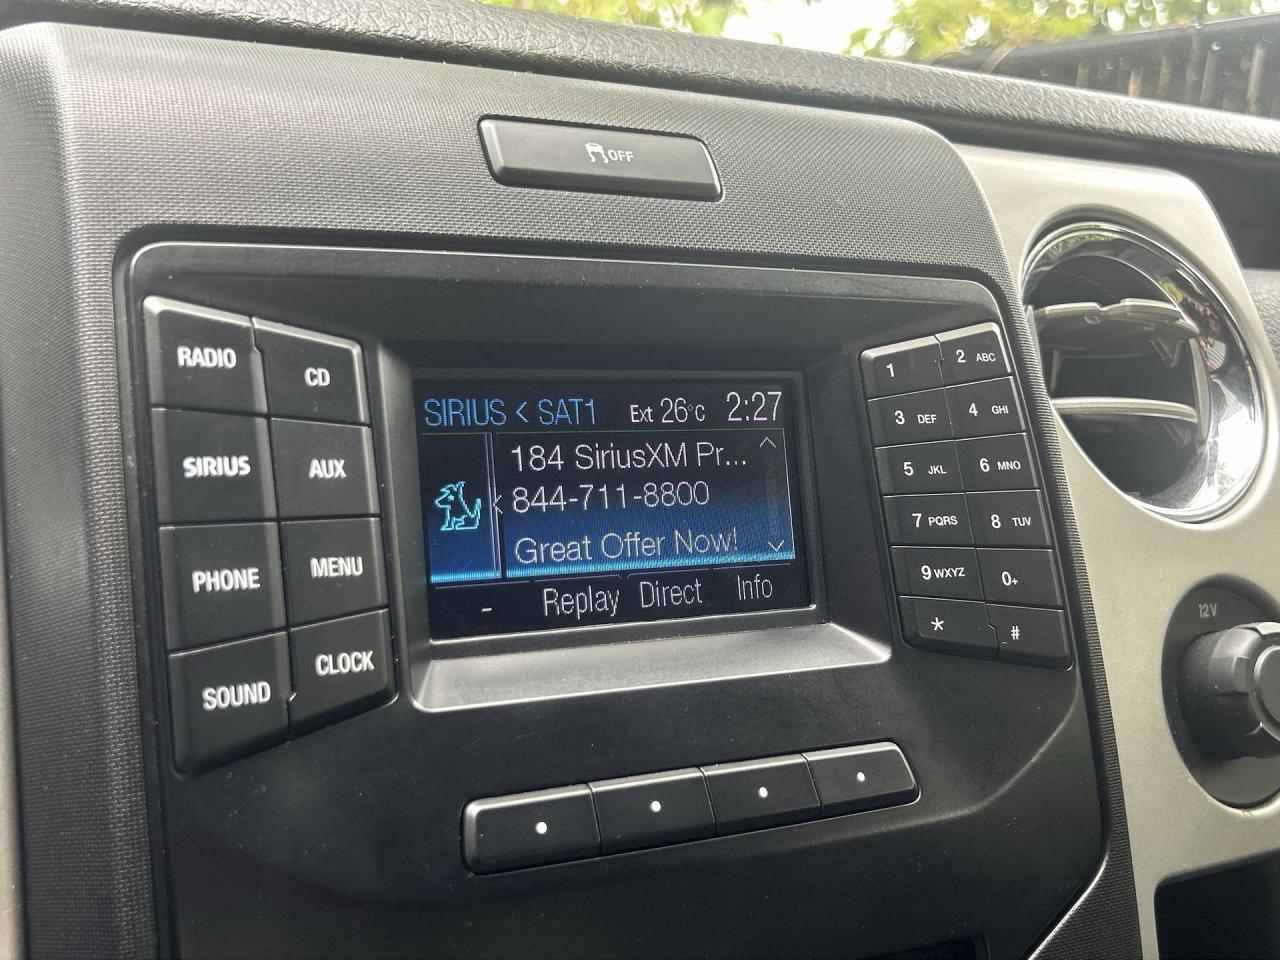 OFF
RADIO
CD
SIRIUS
AUX
PHONE
MENU
SOUND
CLOCK
SIRIUS < SAT1 Ext 26°C 2:27
184 SiriusXM Pr...
844-711-8800
Great Offer Now!
- Replay Direct Info
1 2 ABC
3 DEF 4 GHI
5 JKL 6 MNO
7 PQRS 8 TUV
9 WXYZ 0+
* #
12V